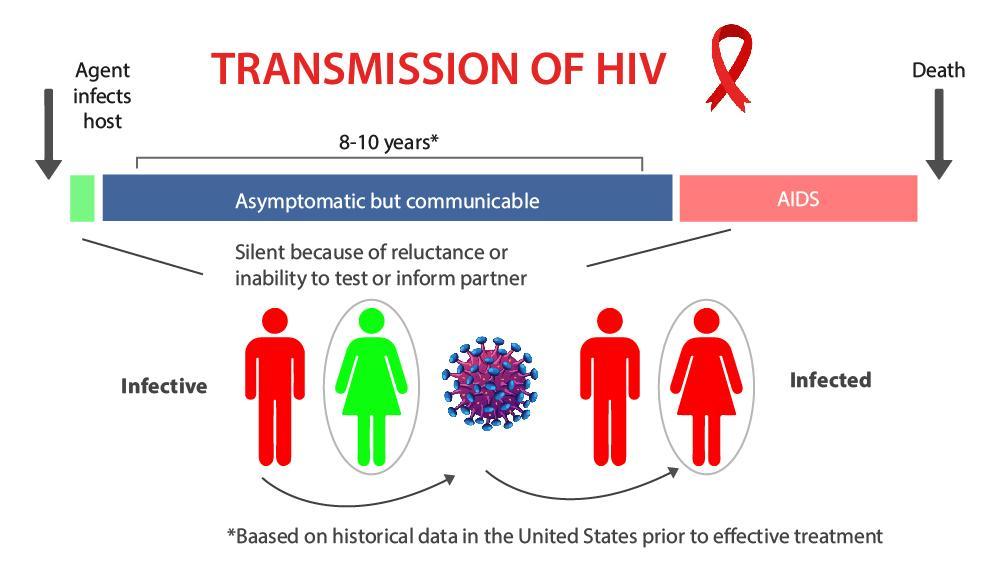 TRANSMISSION OF HIV
Agent
infects
host
Death
8-10 years*
Asymptomatic but communicable
AIDS
Silent because of reluctance or
inability to test or inform partner
Infective
Infected
*Baased on historical data in the United States prior to effective treatment